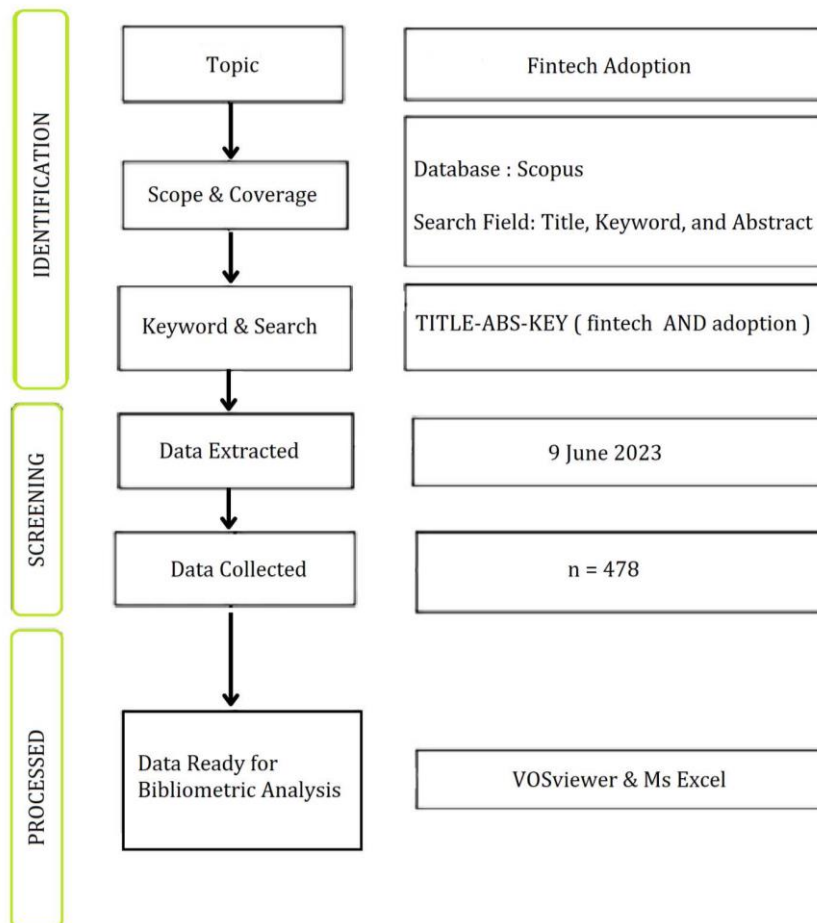 IDENTIFICATION
Topic
Fintech Adoption
Scope & Coverage
Database : Scopus
Search Field: Title, Keyword, and Abstract
Keyword & Search
TITLE-ABS-KEY ( fintech AND adoption )
SCREENING
Data Extracted
9 June 2023
Data Collected
n = 478
PROCESSED
Data Ready for
Bibliometric Analysis
VOSviewer & Ms Excel